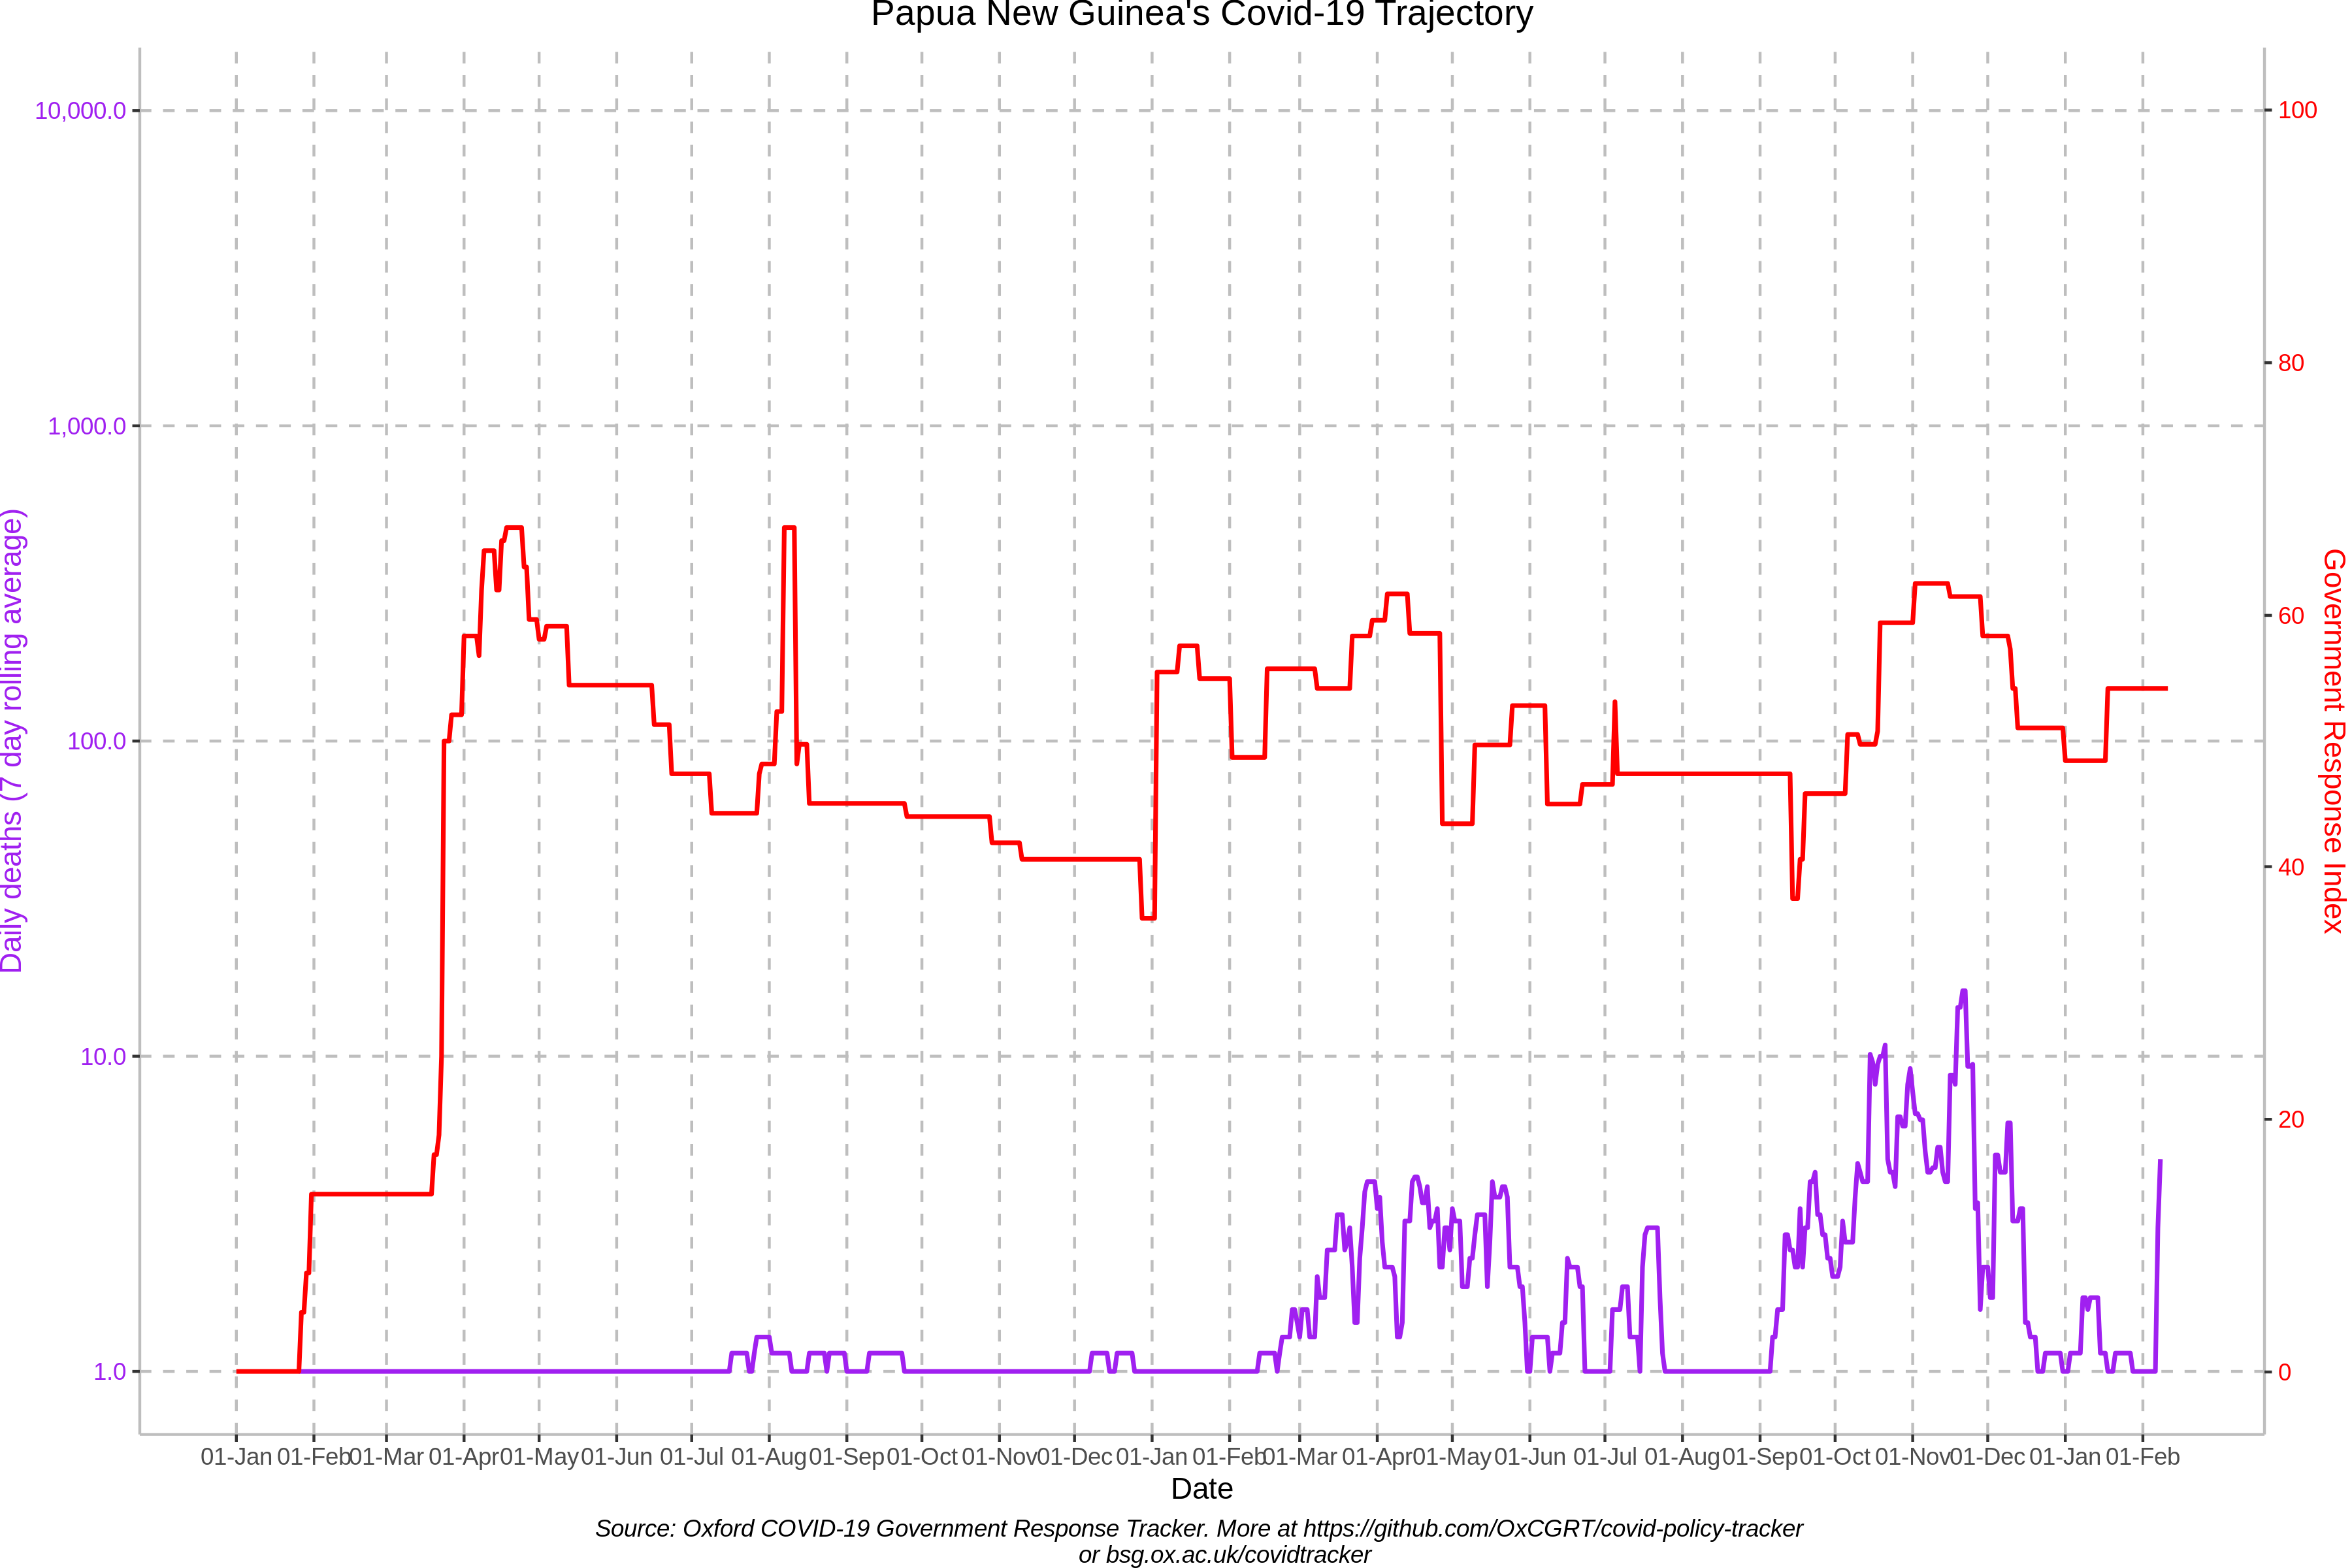 Papua New Guinea's Covid-19 Trajectory
10,000.0
1,000.0
100.0
10.0
1.0
Daily deaths (7 day rolling average)
100
80
60
40
20
0
Government Response Index
01-Jan 01-Feb 01-Mar 01-Apr 01-May 01-Jun 01-Jul 01-Aug 01-Sep 01-Oct 01-Nov 01-Dec 01-Jan 01-Feb 01-Mar 01-Apr 01-May 01-Jun 01-Jul 01-Aug 01-Sep 01-Oct 01-Nov 01-Dec 01-Jan 01-Feb
Date
Source: Oxford COVID-19 Government Response Tracker. More at https://github.com/OxCGRT/covid-policy-tracker
or bsg.ox.ac.uk/covidtracker